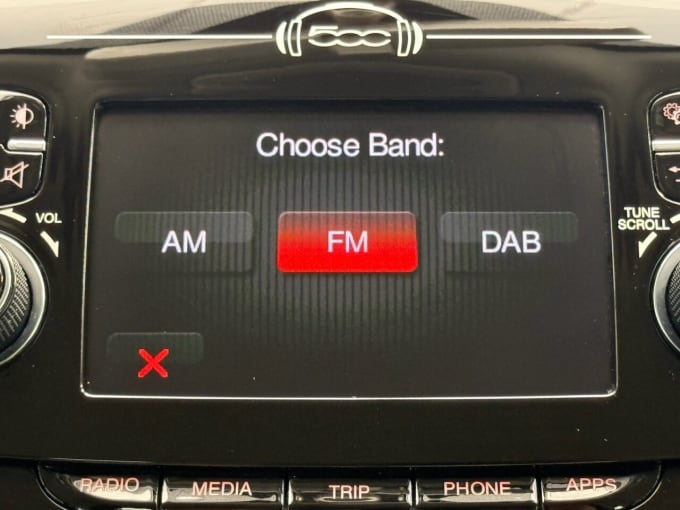 500
Choose Band:
AM
FM
DAB
VOL
TUNE
SCROLL
RADIO
MEDIA
TRIP
PHONE
APPS